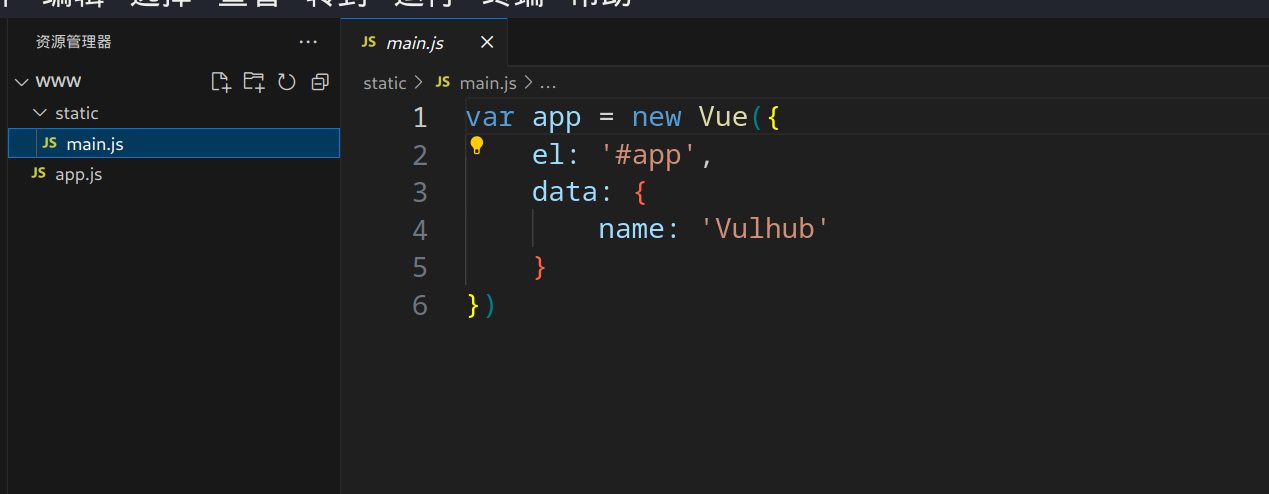 编辑 选择 查看 转到 运行 终端 帮助
资源管理器 ···
WWW
static
JS main.js
JS app.js
JS main.js
static > JS main.js > ...
1 var app = new Vue({
2     el: '#app',
3     data: {
4         name: 'Vulhub'
5     }
6 })